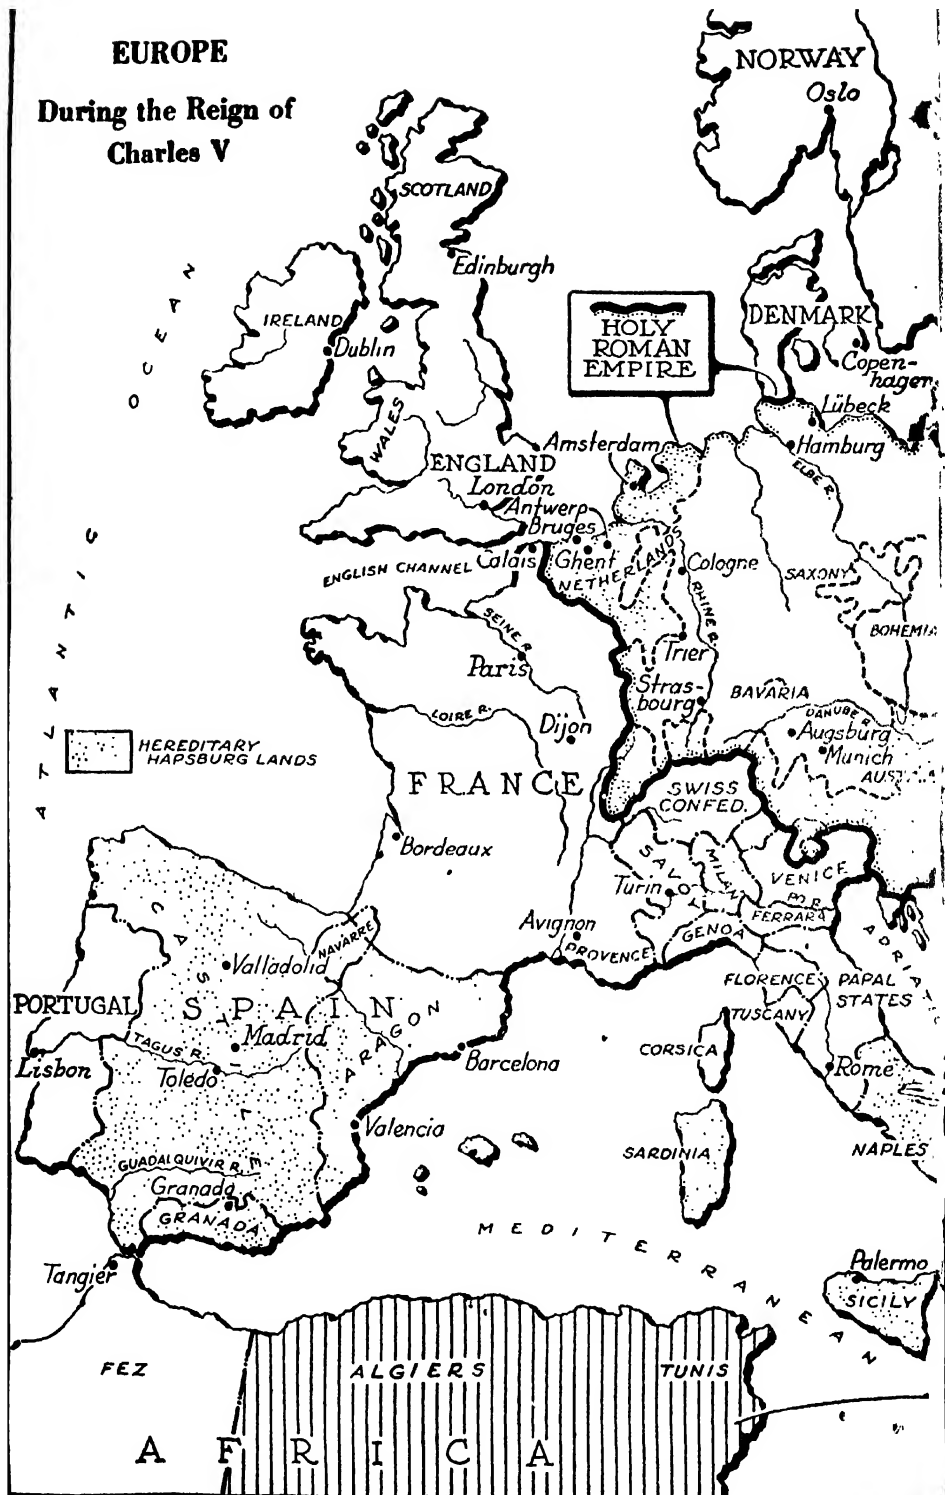 EUROPE
During the Reign of
Charles V
NORWAY
Oslo
SCOTLAND
Edinburgh
IRELAND
Dublin
HOLY
ROMAN
EMPIRE
DENMARK
Copen-
hagen
Lübeck
Hamburg
ELBE R.
WALES
ENGLAND
London
Amsterdam
Antwerp
Bruges
Calais
Ghent
NETHERLANDS
ENGLISH CHANNEL
Cologne
RHINE R.
SAXONY
BOHEMIA
SEINE R.
Paris
Trier
Stras-
bourg
BAVARIA
DANUBE R.
Augsburg
Munich
LOIRE R.
Dijon
ATLANTIC OCEAN
HEREDITARY
HAPSBURG LANDS
FRANCE
SWISS
CONFED.
Bordeaux
SAVOY
MILAN
VENICE
Turin
PO R.
FERRARA
GENOA
Avignon
PROVENCE
NAVARRE
CASTILE
Valladolid
PORTUGAL
SPAIN
ARAGON
FLORENCE
PAPAL
STATES
TUSCANY
ADRIATIC
TAGUS R.
Madrid
Lisbon
Toledo
Barcelona
CORSICA
Rome
Valencia
SARDINIA
NAPLES
GUADALQUIVIR R.
Granada
GRANADA
MEDITERRANEAN
Tangier
Palermo
SICILY
FEZ
ALGIERS
TUNIS
AFRICA